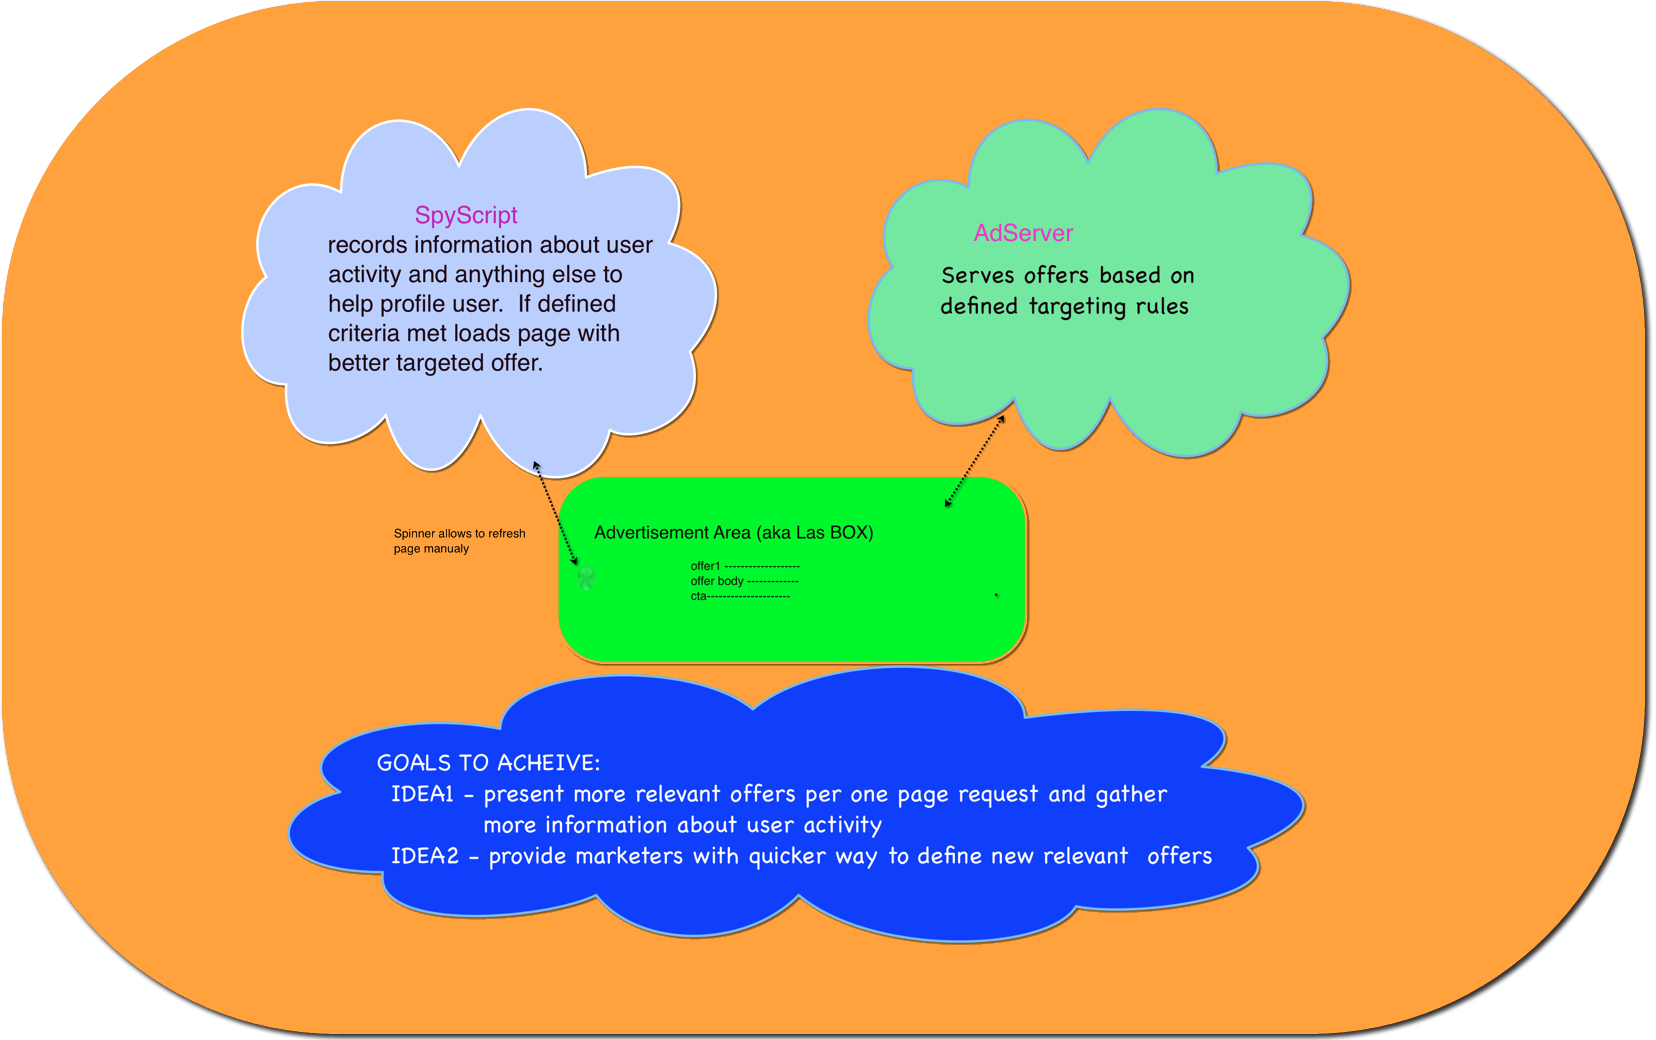 SpyScript
records information about user
activity and anything else to
help profile user.  If defined
criteria met loads page with
better targeted offer.
AdServer
Serves offers based on
defined targeting rules
Spinner allows to refresh
page manualy
Advertisement Area (aka Las BOX)
offer1 -------------------
offer body -------------
cta---------------------
GOALS TO ACHEIVE:
IDEA1 - present more relevant offers per one page request and gather
more information about user activity
IDEA2 - provide marketers with quicker way to define new relevant  offers